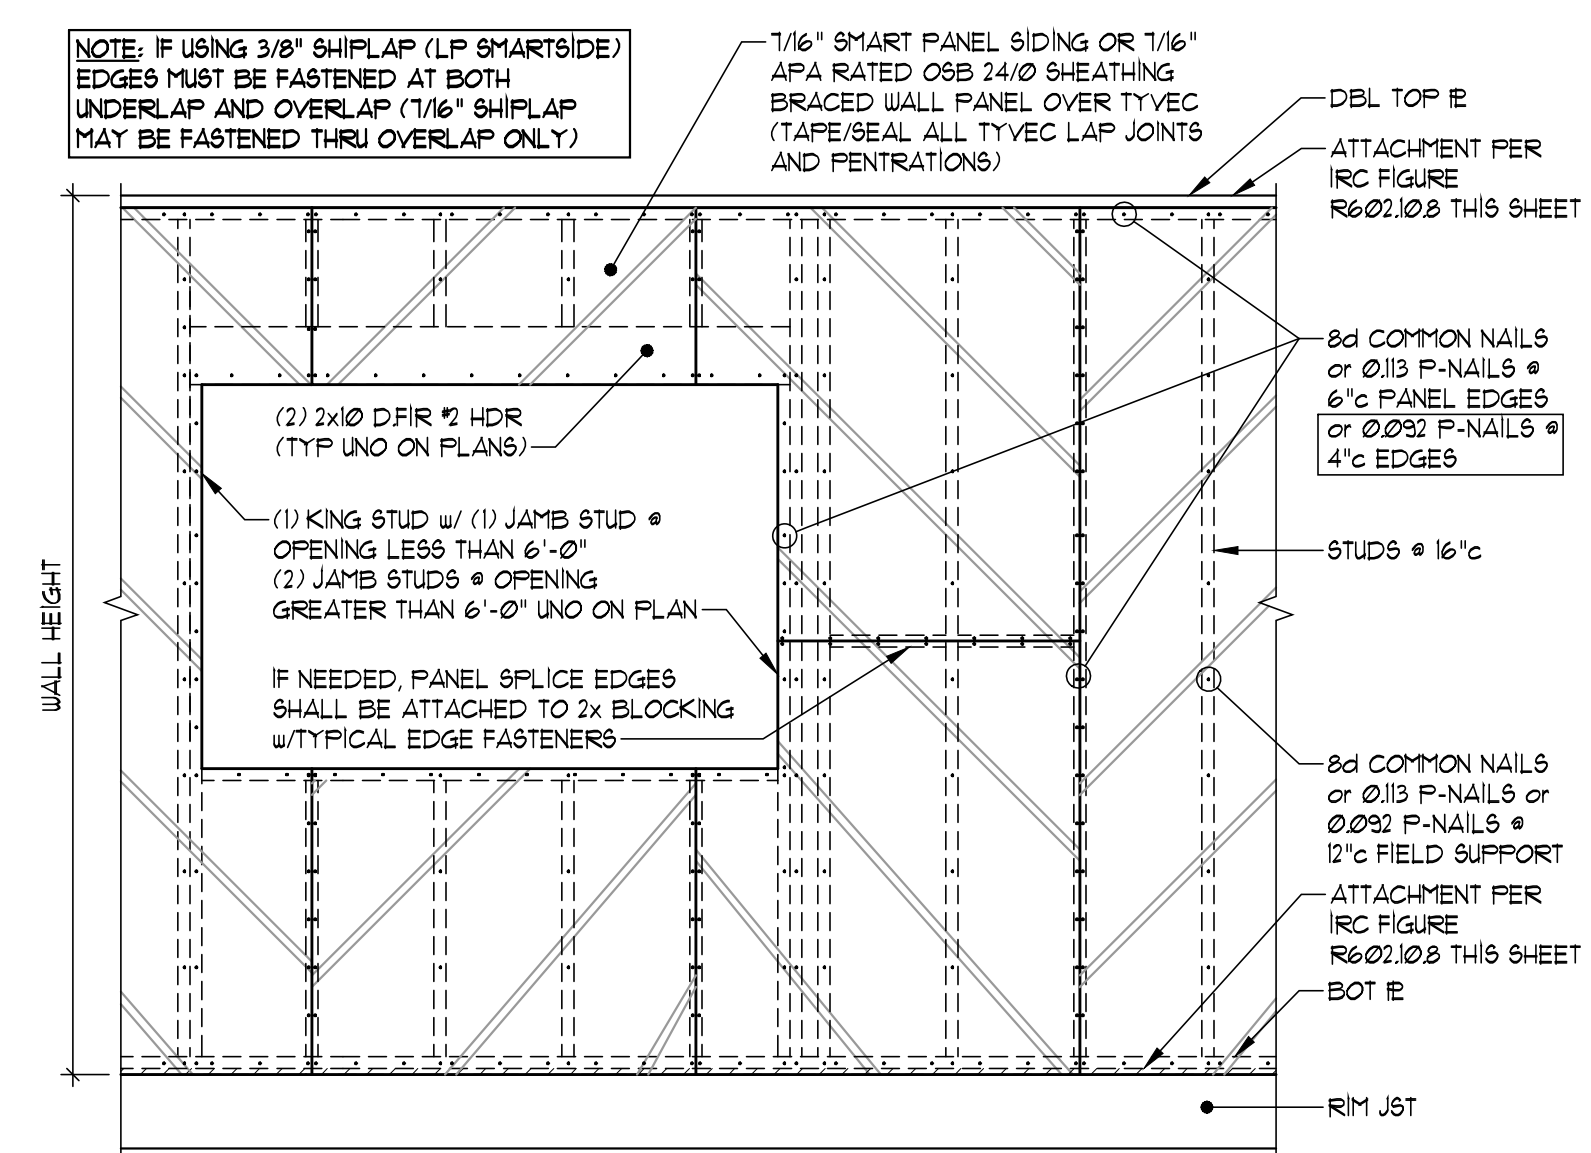 NOTE: IF USING 3/8" SHIPLAP (LP SMARTSIDE)
EDGES MUST BE FASTENED AT BOTH
UNDERLAP AND OVERLAP (7/16" SHIPLAP
MAY BE FASTENED THRU OVERLAP ONLY)
7/16" SMART PANEL SIDING OR 7/16"
APA RATED OSB 24/0 SHEATHING
BRACED WALL PANEL OVER TYVEC
(TAPE/SEAL ALL TYVEC LAP JOINTS
AND PENTRATIONS)
DBL TOP PL
ATTACHMENT PER
IRC FIGURE
R602.10.8 THIS SHEET
8d COMMON NAILS
or 0.113 P-NAILS @
6"c PANEL EDGES
or 0.092 P-NAILS @
4"c EDGES
(2) 2x10 D.FIR #2 HDR
(TYP UNO ON PLANS)
(1) KING STUD w/ (1) JAMB STUD @
OPENING LESS THAN 6'-0"
(2) JAMB STUDS @ OPENING
GREATER THAN 6'-0" UNO ON PLAN
IF NEEDED, PANEL SPLICE EDGES
SHALL BE ATTACHED TO 2x BLOCKING
w/TYPICAL EDGE FASTENERS
WALL HEIGHT
STUDS @ 16"c
8d COMMON NAILS
or 0.113 P-NAILS or
0.092 P-NAILS @
12"c FIELD SUPPORT
ATTACHMENT PER
IRC FIGURE
R602.10.8 THIS SHEET
BOT PL
RIM JST